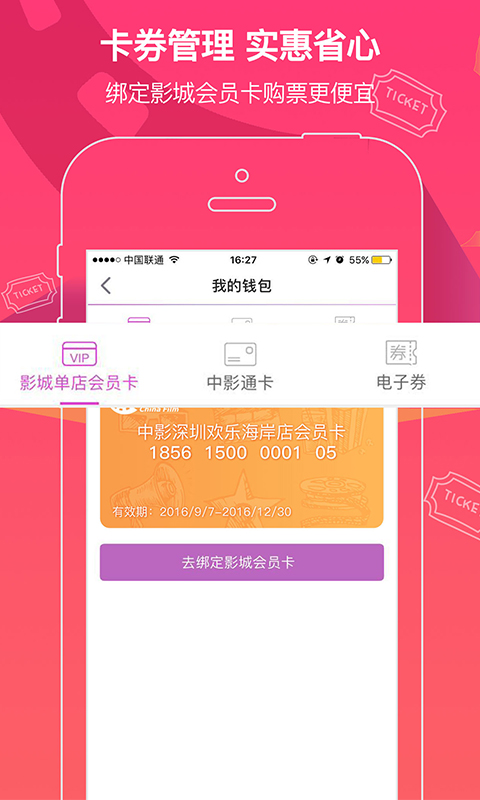 卡券管理 实惠省心
绑定影城会员卡购票更便宜
TICKET
TICKET
中国联通 16:27 55%
我的钱包
VIP 券
影城单店会员卡 中影通卡 电子券
China Film
中影深圳欢乐海岸店会员卡
1856 1500 0001 05
TICKET
有效期：2016/9/7-2016/12/30
去绑定影城会员卡